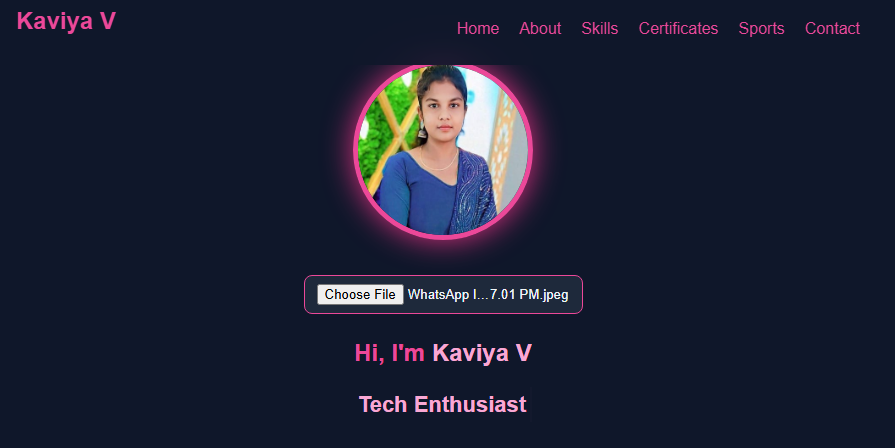 Kaviya V
Home About Skills Certificates Sports Contact
Choose File WhatsApp I...7.01 PM.jpeg
Hi, I'm Kaviya V
Tech Enthusiast